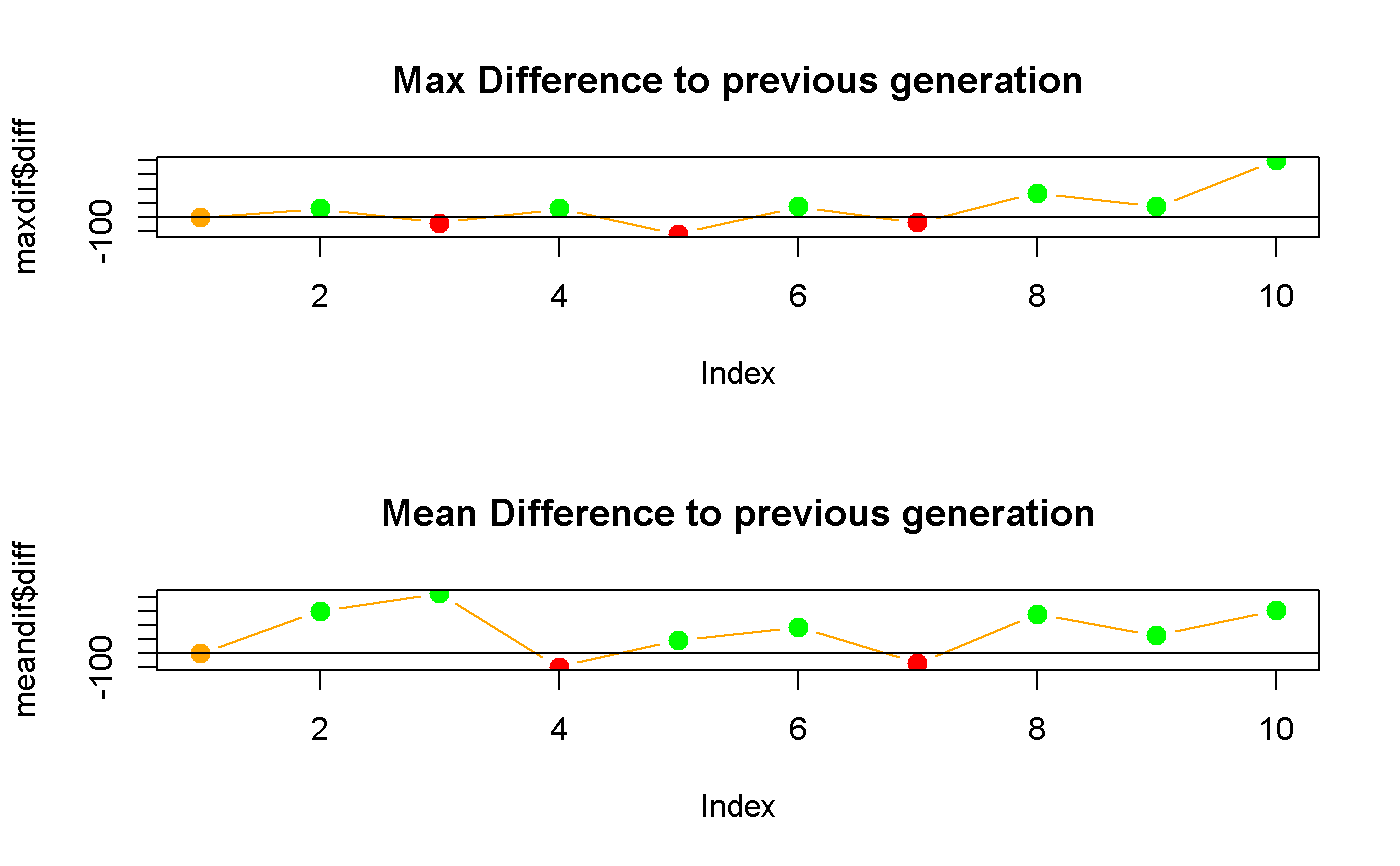 Max Difference to previous generation
maxdif$diff
-100
2 4 6 8 10
Index
Mean Difference to previous generation
meandif$diff
-100
2 4 6 8 10
Index